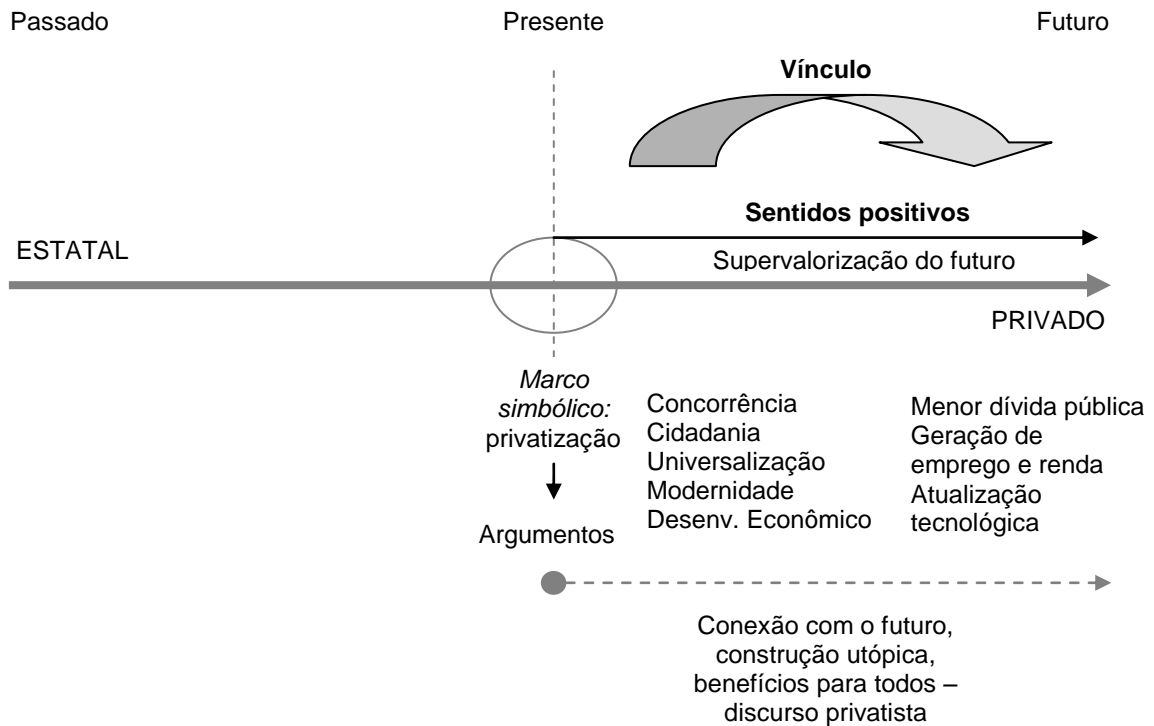 Passado
Presente
Futuro
Vínculo
Sentidos positivos
ESTATAL
Supervalorização do futuro
PRIVADO
Marco
simbólico:
privatização
Argumentos
Concorrência
Cidadania
Universalização
Modernidade
Desenv. Econômico
Menor dívida pública
Geração de
emprego e renda
Atualização
tecnológica
Conexão com o futuro,
construção utópica,
benefícios para todos –
discurso privatista